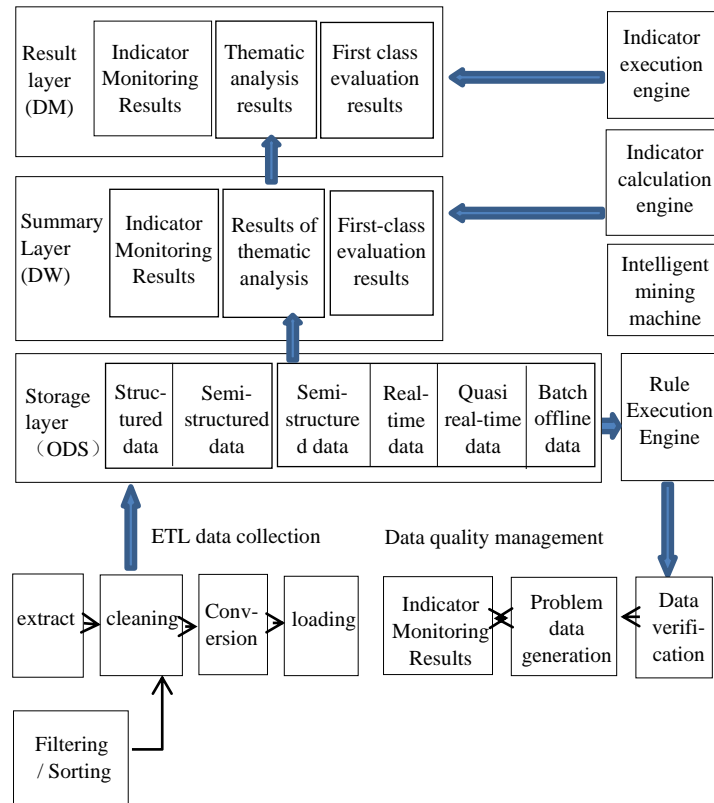 Result
layer
(DM)
Indicator
Monitoring
Results
Thematic
analysis
results
First class
evaluation
results
Indicator
execution
engine
Summary
Layer
(DW)
Indicator
Monitoring
Results
Results of
thematic
analysis
First-class
evaluation
results
Indicator
calculation
engine
Intelligent
mining
machine
Storage
layer
（ODS）
Struc-
tured
data
Semi-
structured
data
Semi-
structure
d data
Real-
time
data
Quasi
real-time
data
Batch
offline
data
Rule
Execution
Engine
ETL data collection
Data quality management
extract
cleaning
Conv-
ersion
loading
Indicator
Monitoring
Results
Problem
data
generation
Data
verifi-
cation
Filtering
/ Sorting